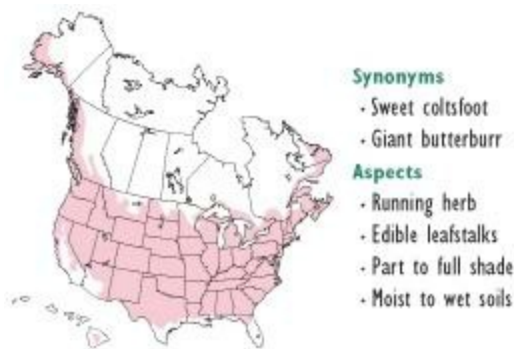 Synonyms
• Sweet coltsfoot
• Giant butterburr
Aspects
• Running herb
• Edible leafstalks
• Part to full shade
• Moist to wet soils